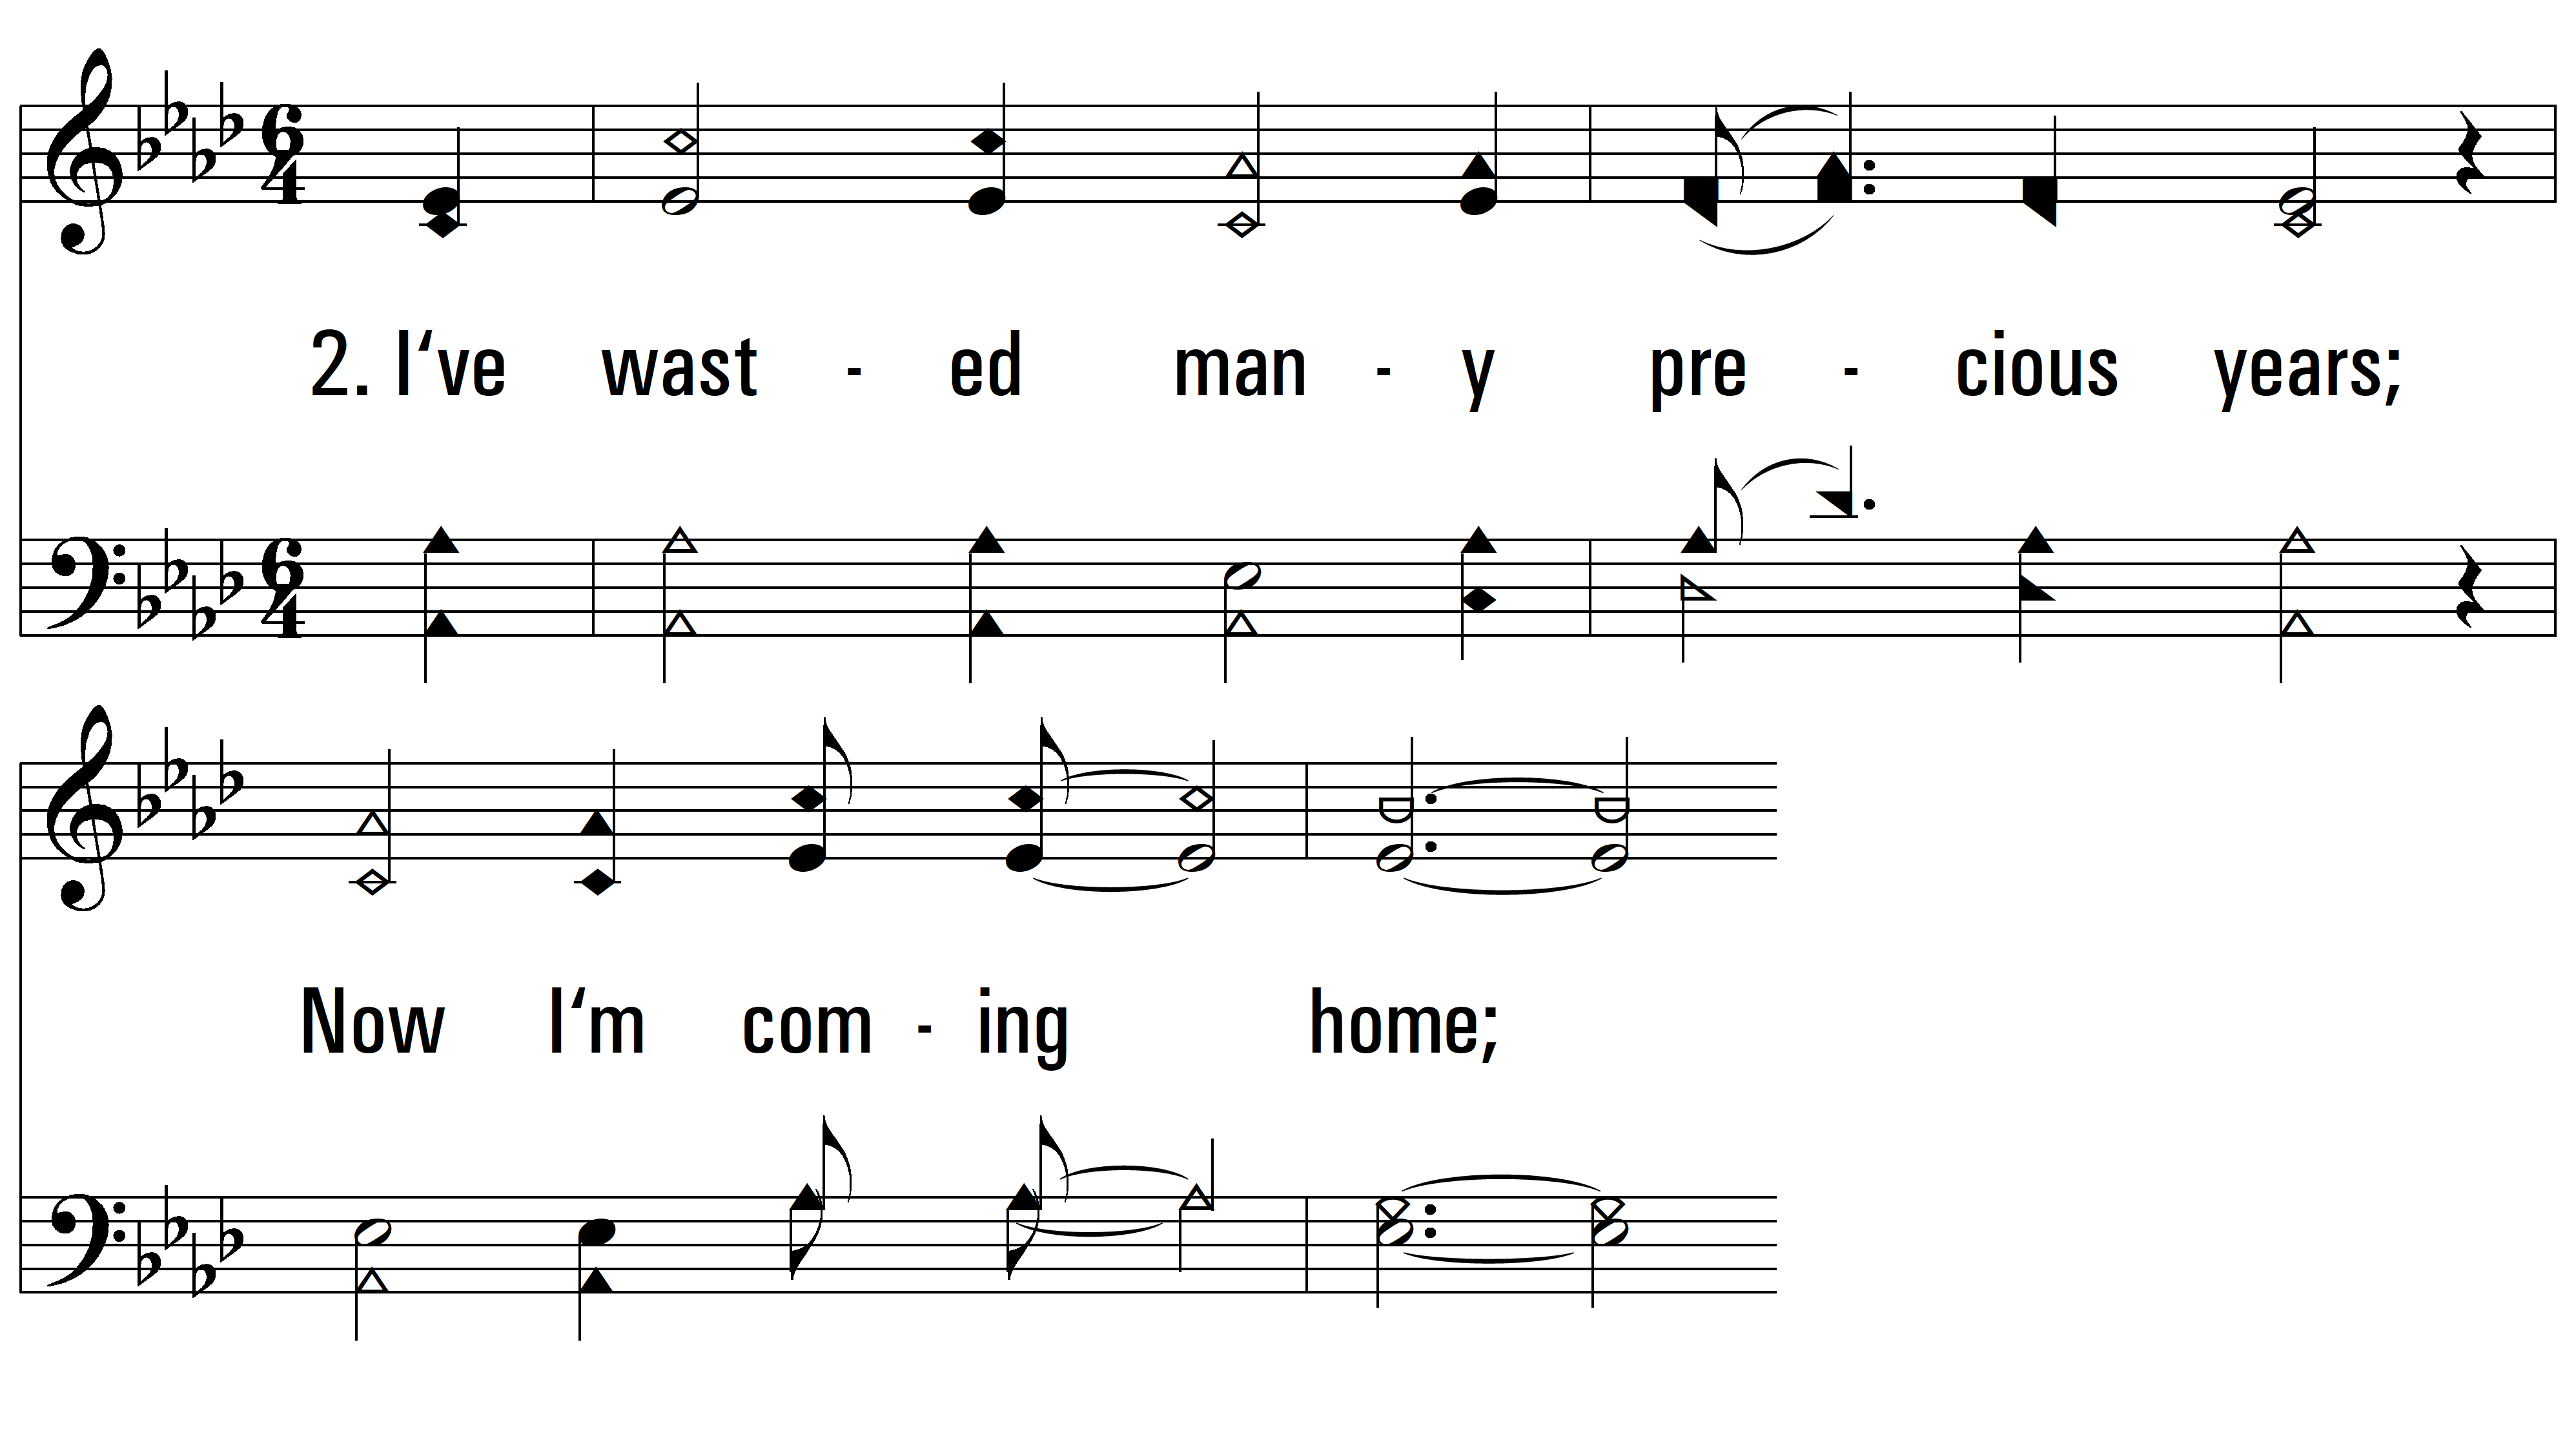 2. I‘ve wast - ed man - y pre - cious years;
Now I‘m com - ing home;